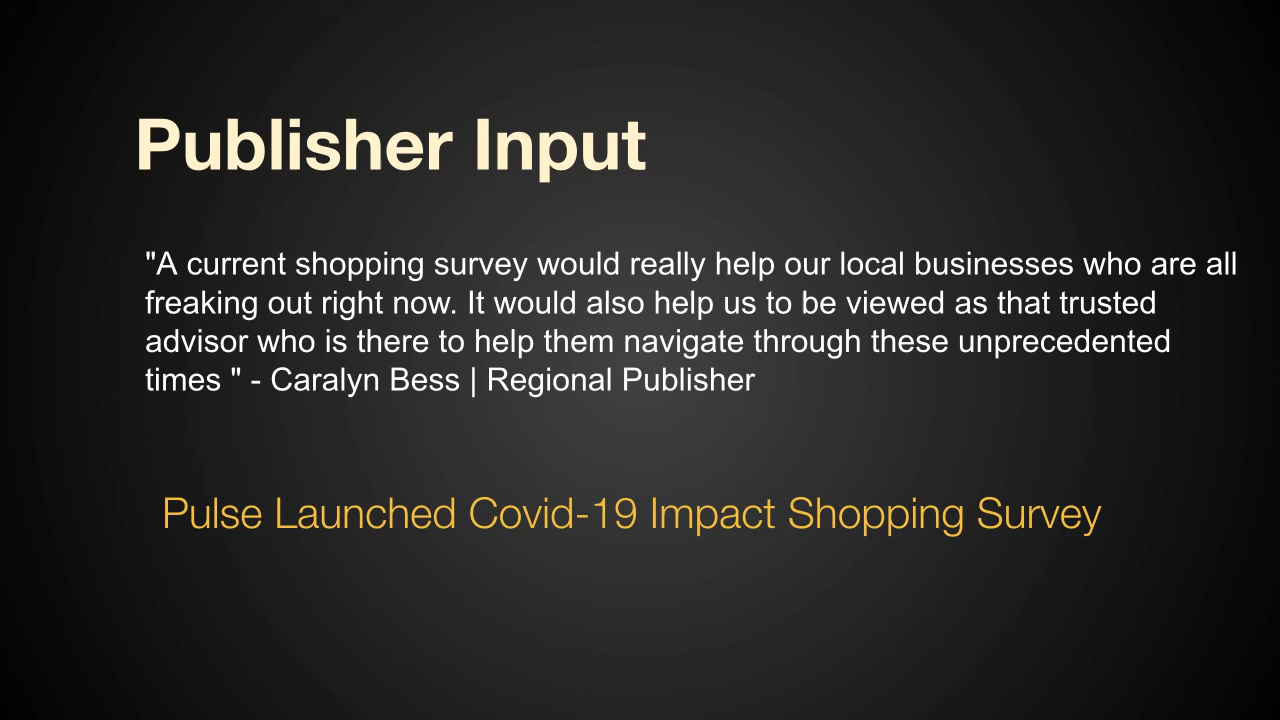 Publisher Input
"A current shopping survey would really help our local businesses who are all
freaking out right now. It would also help us to be viewed as that trusted
advisor who is there to help them navigate through these unprecedented
times " - Caralyn Bess | Regional Publisher
Pulse Launched Covid-19 Impact Shopping Survey